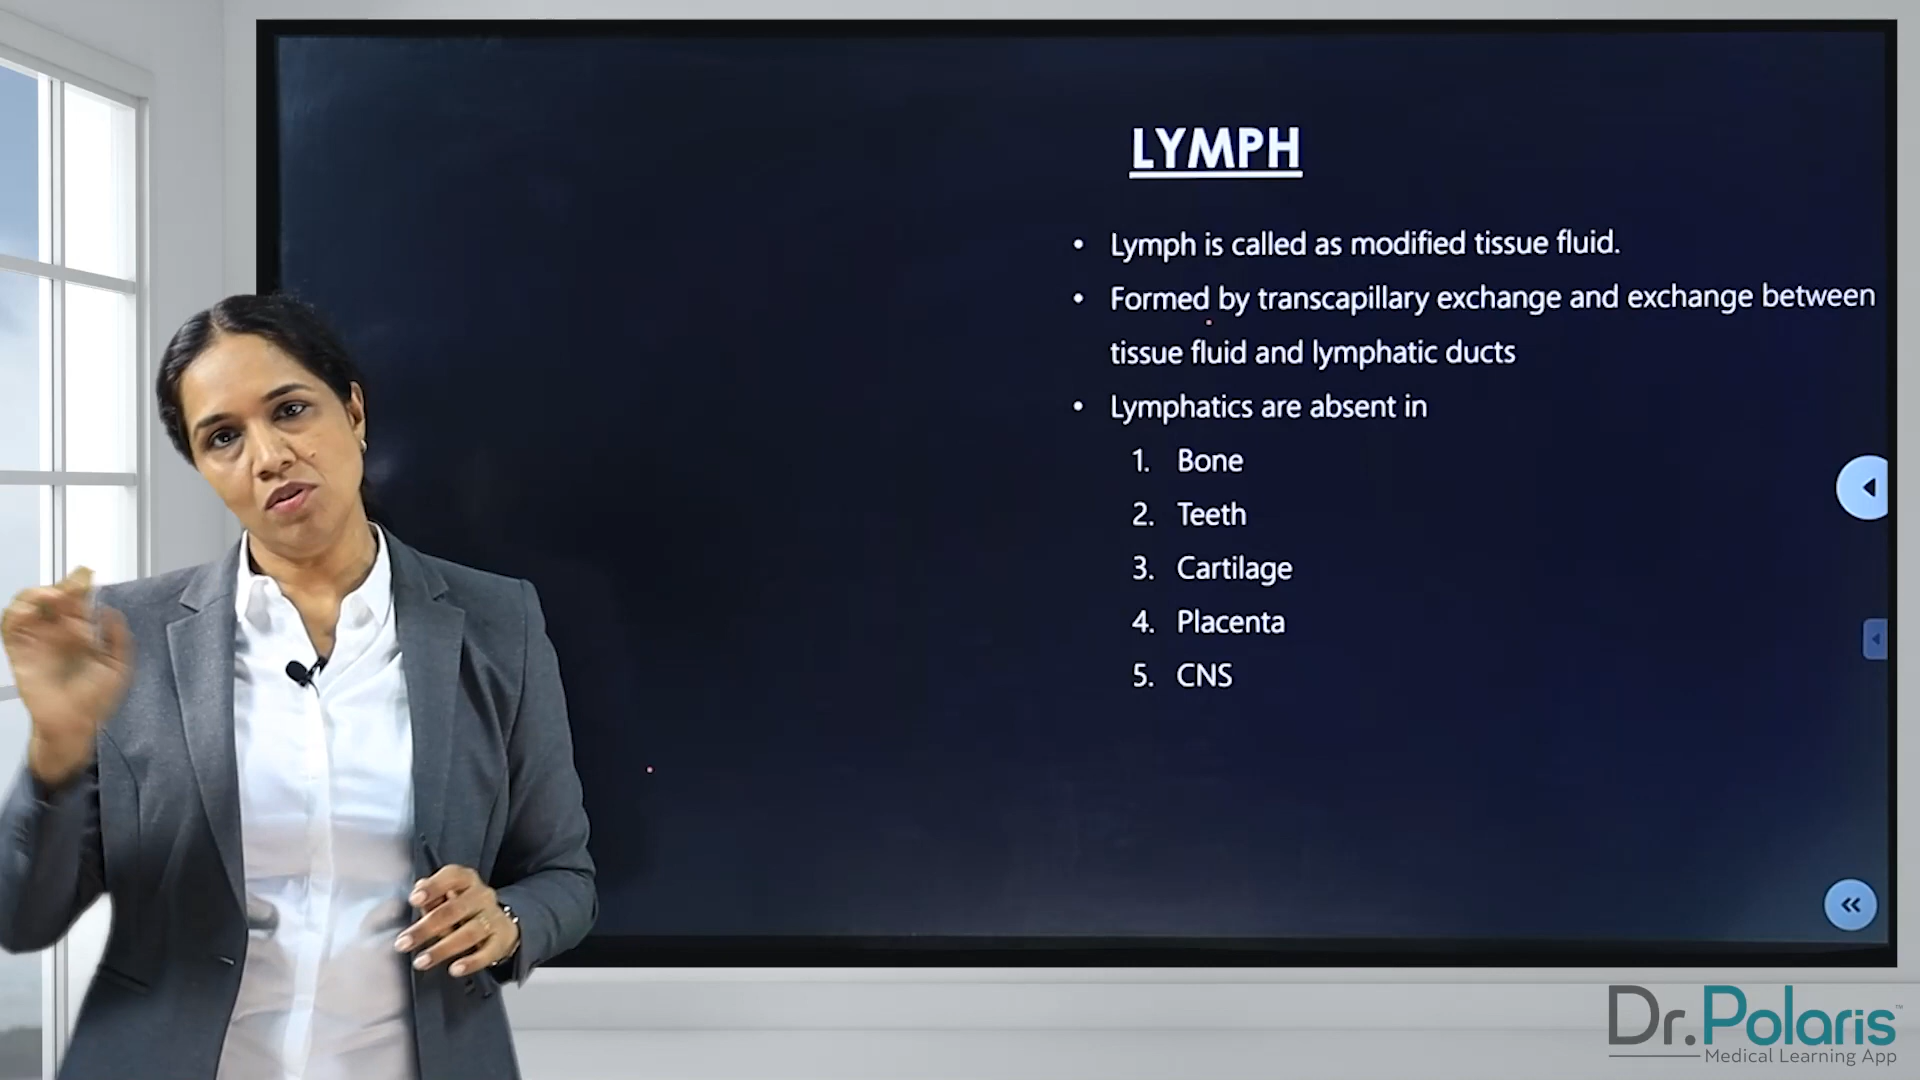 LYMPH
• Lymph is called as modified tissue fluid.
• Formed by transcapillary exchange and exchange between
tissue fluid and lymphatic ducts
• Lymphatics are absent in
1. Bone
2. Teeth
3. Cartilage
4. Placenta
5. CNS
Dr.Polaris™
Medical Learning App